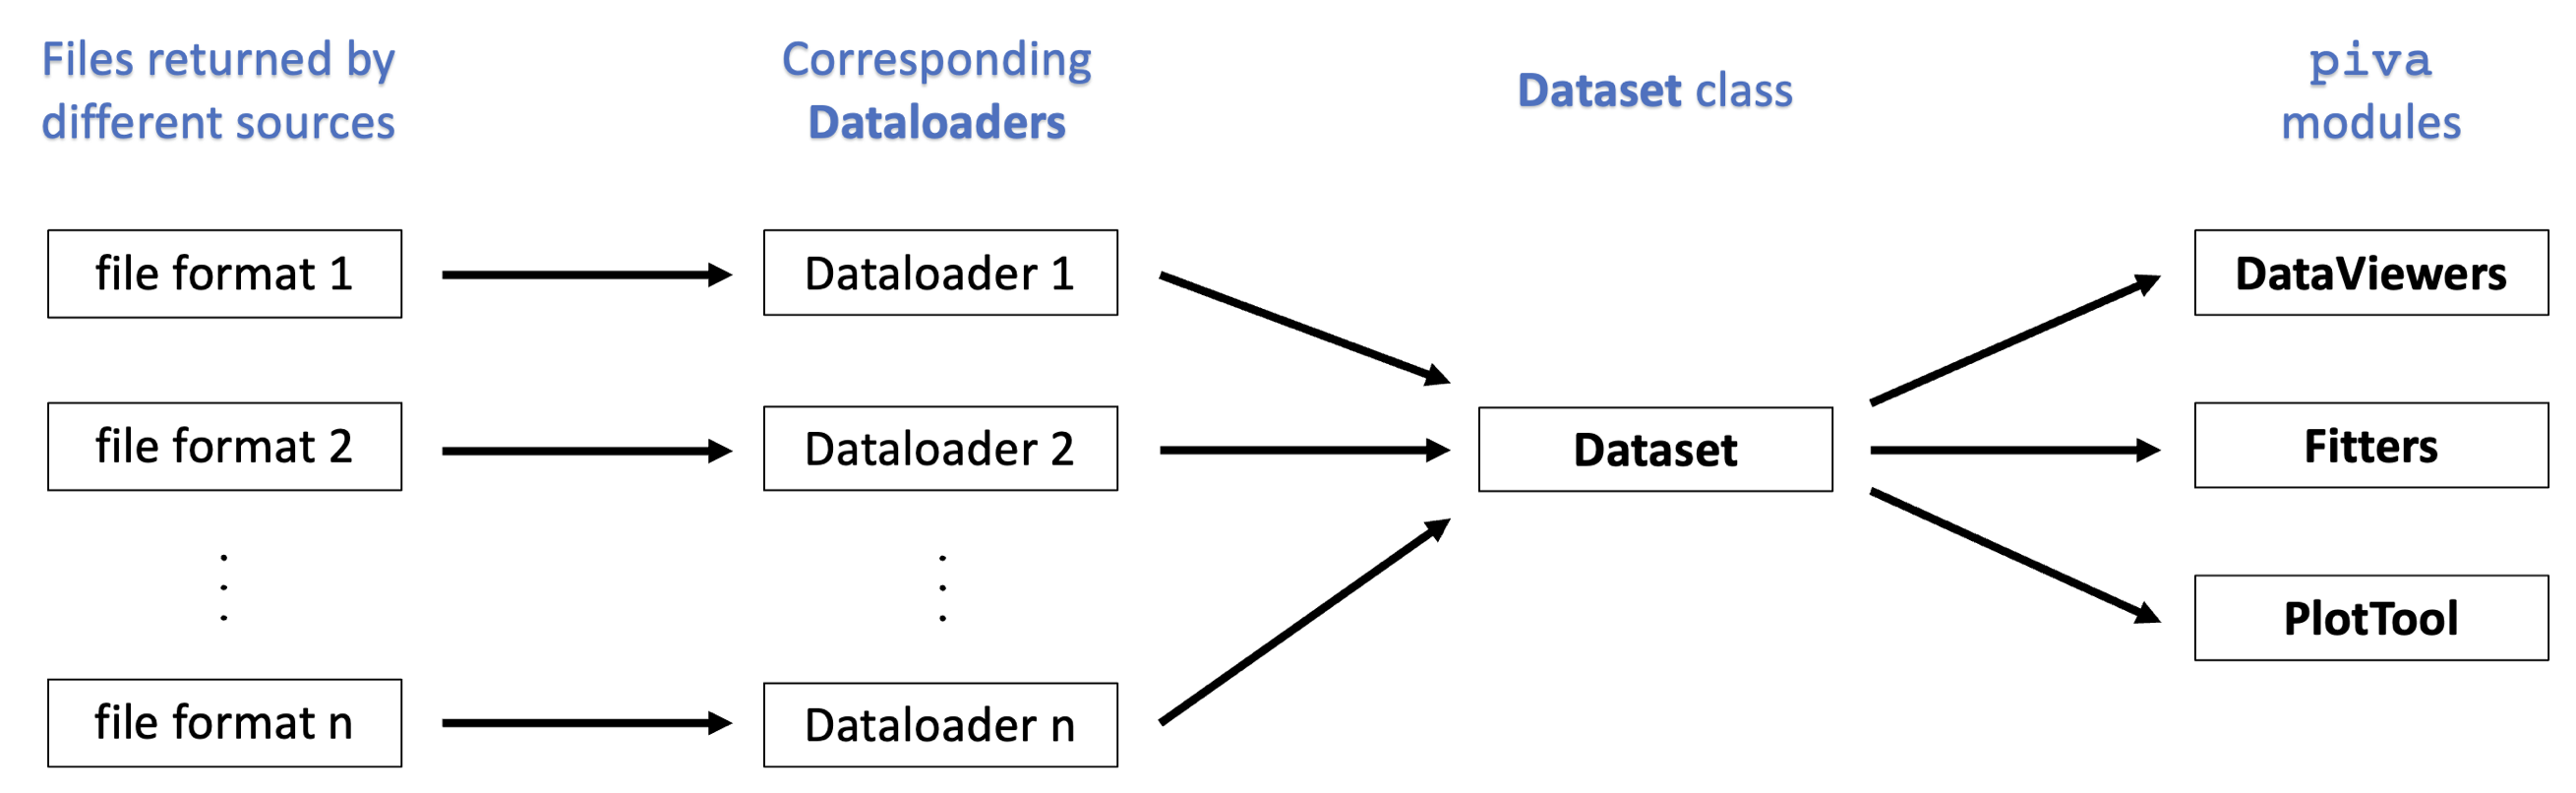 Files returned by
different sources
Corresponding
Dataloaders
Dataset class
piva
modules
file format 1
Dataloader 1
DataViewers
file format 2
Dataloader 2
Dataset
Fitters
PlotTool
file format n
Dataloader n